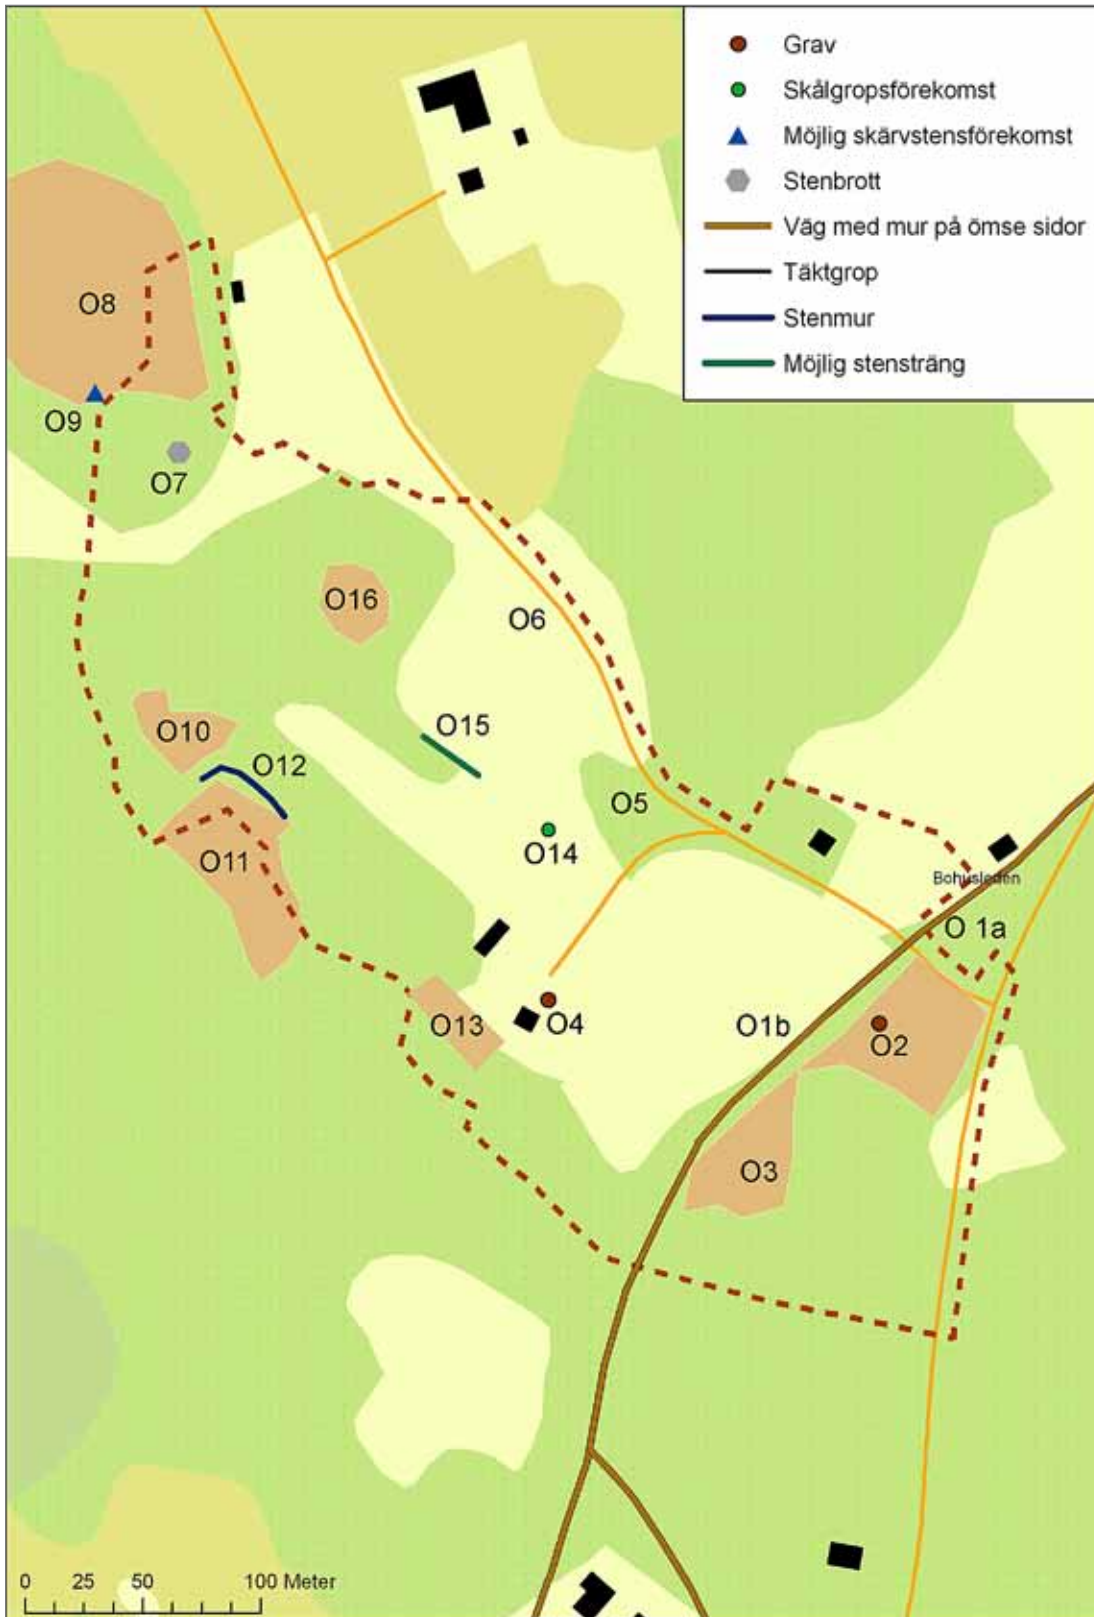 Grav
Skålgropsförekomst
Möjlig skärvstensförekomst
Stenbrott
Väg med mur på ömse sidor
Täktgrop
Stenmur
Möjlig stensträng
O8
O9
O7
O16
O6
O10
O15
O12
O5
O14
O11
Bohusleden
O 1a
O13
O4
O1b
O2
O3
0 25 50 100 Meter